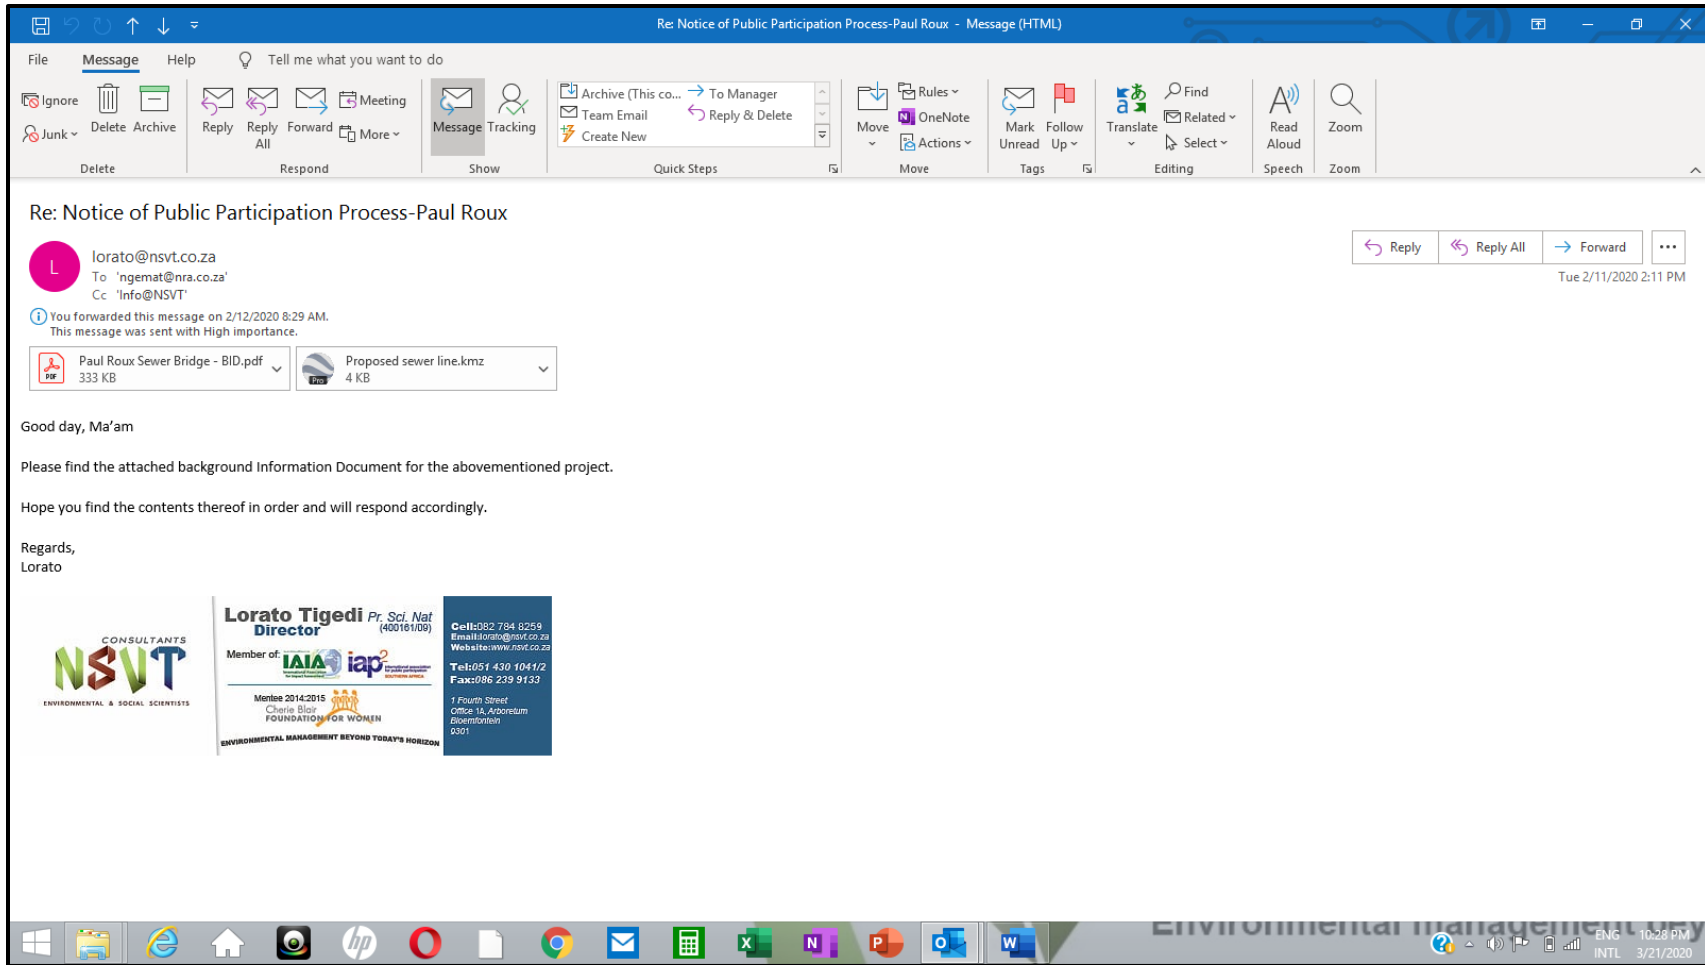 Re: Notice of Public Participation Process-Paul Roux - Message (HTML)
File Message Help Tell me what you want to do
Ignore
Junk
Delete
Archive
Delete
Reply
Reply All
Forward
Meeting
More
Respond
Message
Tracking
Show
Archive (This co...
To Manager
Team Email
Reply & Delete
Create New
Quick Steps
Move
Rules
OneNote
Actions
Move
Mark Unread
Follow Up
Tags
Translate
Find
Related
Select
Editing
Read Aloud
Speech
Zoom
Zoom
Re: Notice of Public Participation Process-Paul Roux
L
lorato@nsvt.co.za
To 'ngemat@nra.co.za'
Cc 'Info@NSVT'
Reply Reply All Forward
Tue 2/11/2020 2:11 PM
You forwarded this message on 2/12/2020 8:29 AM.
This message was sent with High importance.
PDF
Paul Roux Sewer Bridge - BID.pdf
333 KB
Pro
Proposed sewer line.kmz
4 KB
Good day, Ma'am
Please find the attached background Information Document for the abovementioned project.
Hope you find the contents thereof in order and will respond accordingly.
Regards,
Lorato
CONSULTANTS
NSVT
ENVIRONMENTAL & SOCIAL SCIENTISTS
Lorato Tigedi Pr. Sci. Nat
Director (400161/09)
Member of: IAIA iap2
SOUTHERN AFRICA
Mentee 2014:2015
Cherie Blair
FOUNDATION FOR WOMEN
ENVIRONMENTAL MANAGEMENT BEYOND TODAY'S HORIZON
Cell:082 784 8259
Email:lorato@nsvt.co.za
Website:www.nsvt.co.za
Tel:051 430 1041/2
Fax:086 239 9133
1 Fourth Street
Office 1A, Arboretum
Bloemfontein
9301
Environmental management
hp
ENG 10:28 PM
INTL 3/21/2020